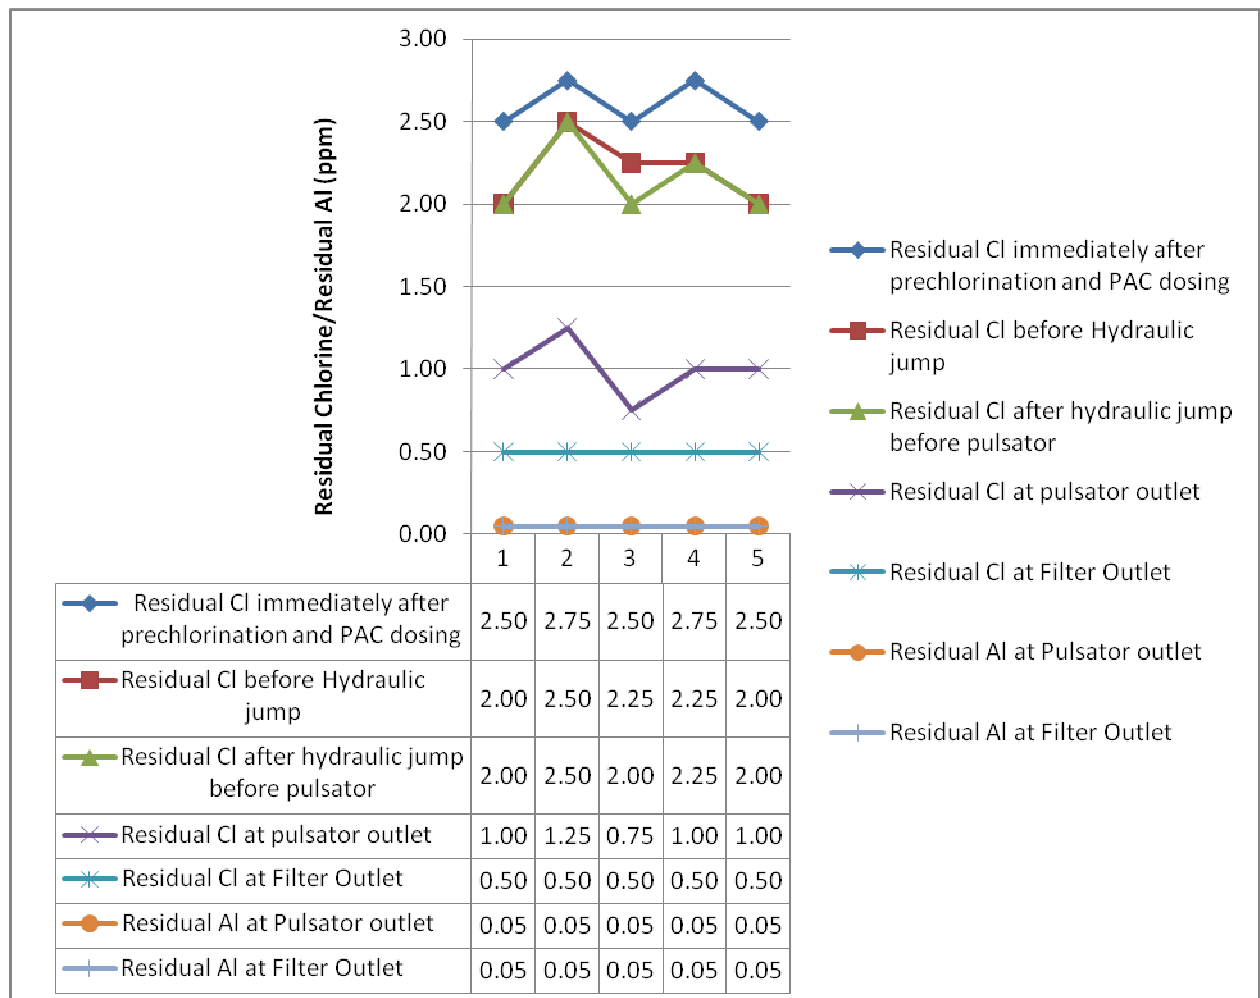 3.00
2.50
2.00
1.50
1.00
0.50
0.00
Residual Chlorine/Residual Al (ppm)
1 2 3 4 5
Residual Cl immediately after
prechlorination and PAC dosing
Residual Cl before Hydraulic
jump
Residual Cl after hydraulic jump
before pulsator
Residual Cl at pulsator outlet
Residual Cl at Filter Outlet
Residual Al at Pulsator outlet
Residual Al at Filter Outlet
Residual Cl immediately after
prechlorination and PAC dosing
2.50 2.75 2.50 2.75 2.50
Residual Cl before Hydraulic
jump
2.00 2.50 2.25 2.25 2.00
Residual Cl after hydraulic jump
before pulsator
2.00 2.50 2.00 2.25 2.00
Residual Cl at pulsator outlet 1.00 1.25 0.75 1.00 1.00
Residual Cl at Filter Outlet 0.50 0.50 0.50 0.50 0.50
Residual Al at Pulsator outlet 0.05 0.05 0.05 0.05 0.05
Residual Al at Filter Outlet 0.05 0.05 0.05 0.05 0.05